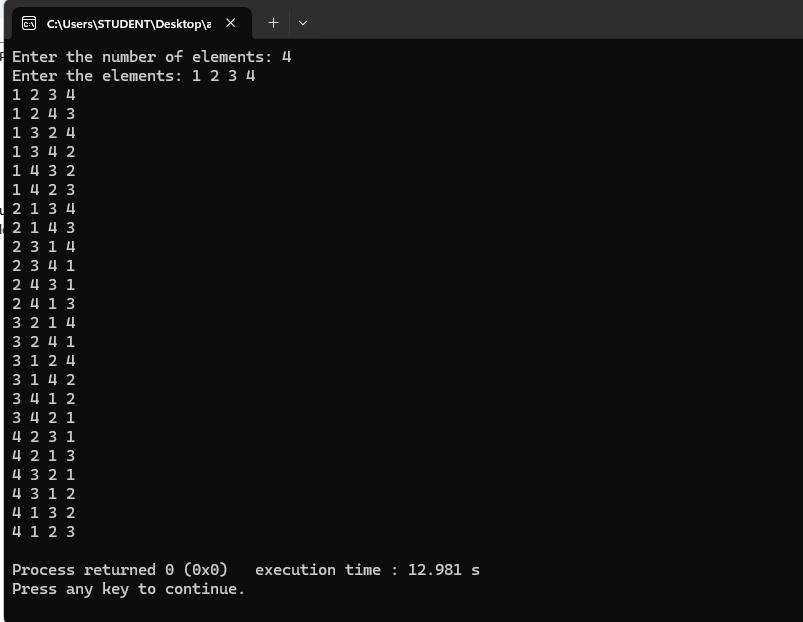 C:\Users\STUDENT\Desktop\a
Enter the number of elements: 4
Enter the elements: 1 2 3 4
1 2 3 4
1 2 4 3
1 3 2 4
1 3 4 2
1 4 3 2
1 4 2 3
2 1 3 4
2 1 4 3
2 3 1 4
2 3 4 1
2 4 3 1
2 4 1 3
3 2 1 4
3 2 4 1
3 1 2 4
3 1 4 2
3 4 1 2
3 4 2 1
4 2 3 1
4 2 1 3
4 3 2 1
4 3 1 2
4 1 3 2
4 1 2 3
Process returned 0 (0x0)   execution time : 12.981 s
Press any key to continue.